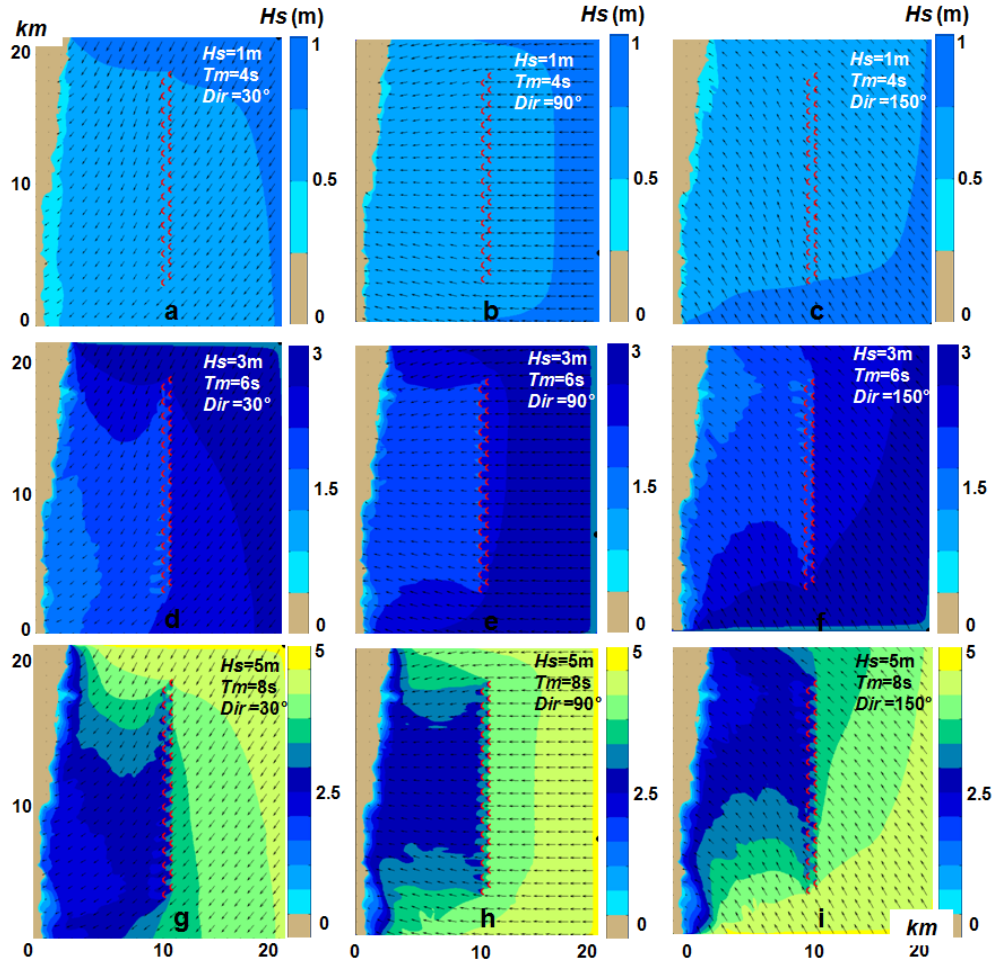 km
Hs (m)
Hs (m)
Hs (m)
20
Hs=1m
Tm=4s
Dir =30°
1
Hs=1m
Tm=4s
Dir =90°
1
Hs=1m
Tm=4s
Dir =150°
1
10
0.5
0.5
0.5
0
a
0
b
0
c
0
20
Hs=3m
Tm=6s
Dir =30°
3
Hs=3m
Tm=6s
Dir =90°
3
Hs=3m
Tm=6s
Dir =150°
3
10
1.5
1.5
1.5
0
d
0
e
0
f
0
20
Hs=5m
Tm=8s
Dir =30°
5
Hs=5m
Tm=8s
Dir =90°
5
Hs=5m
Tm=8s
Dir =150°
5
10
2.5
2.5
2.5
0
g
0
h
0
i
km
0
0 10 20
0 10 20
0 10 20